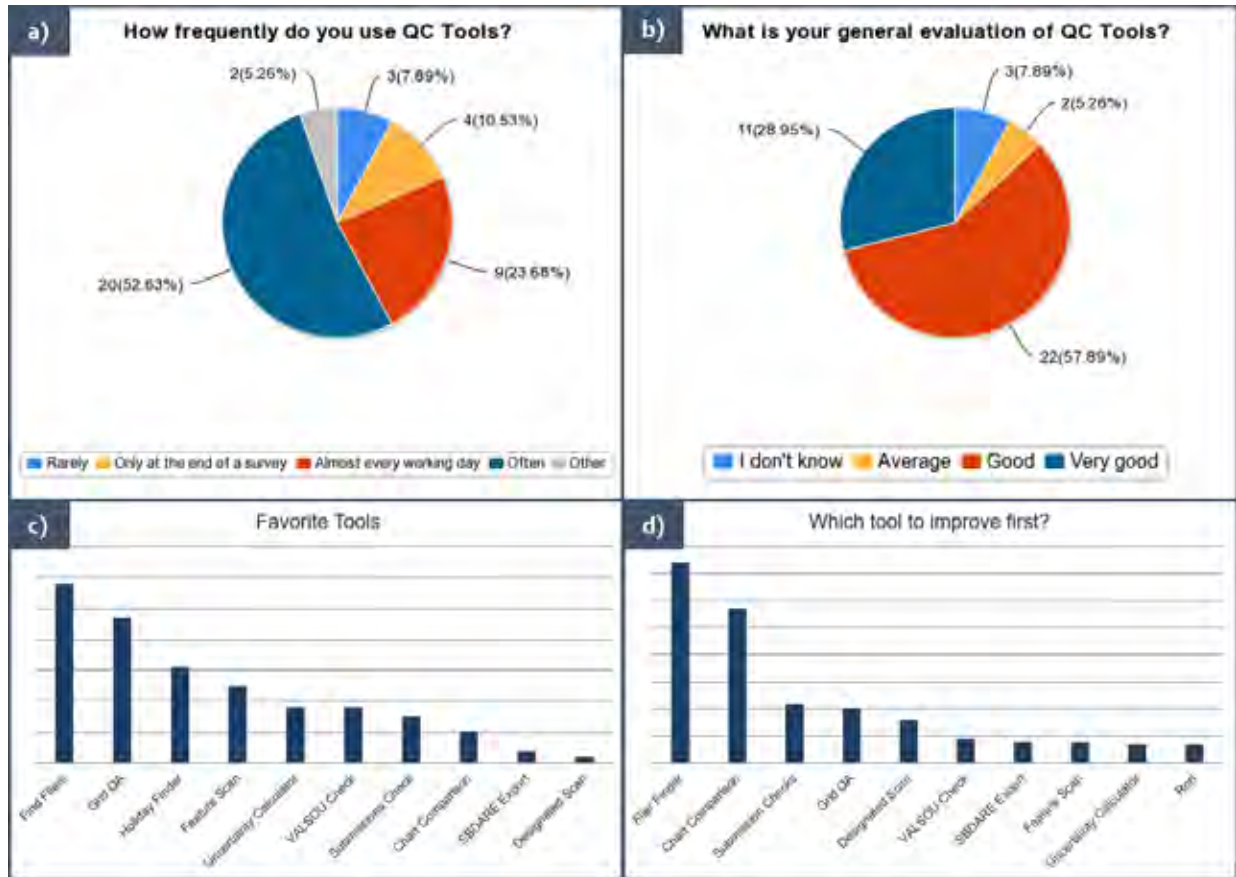 a)
How frequently do you use QC Tools?
2(5.26%)
3(7.89%)
4(10.53%)
9(23.68%)
20(52.63%)
Rarely Only at the end of a survey Almost every working day Often Other
b)
What is your general evaluation of QC Tools?
3(7.89%)
2(5.26%)
11(28.95%)
22(57.89%)
I don't know Average Good Very good
c)
Favorite Tools
Find Fliers
Grid QA
Holiday Finder
Feature Scan
Uncertainty Calculator
VALSOU Check
Submissions Check
Chart Comparison
SBDARE Export
Designated Scan
d)
Which tool to improve first?
Flier Finder
Chart Comparison
Submission Checks
Grid QA
Designated Scan
VALSOU Check
SBDARE Export
Feature Scan
Uncertainty Calculator